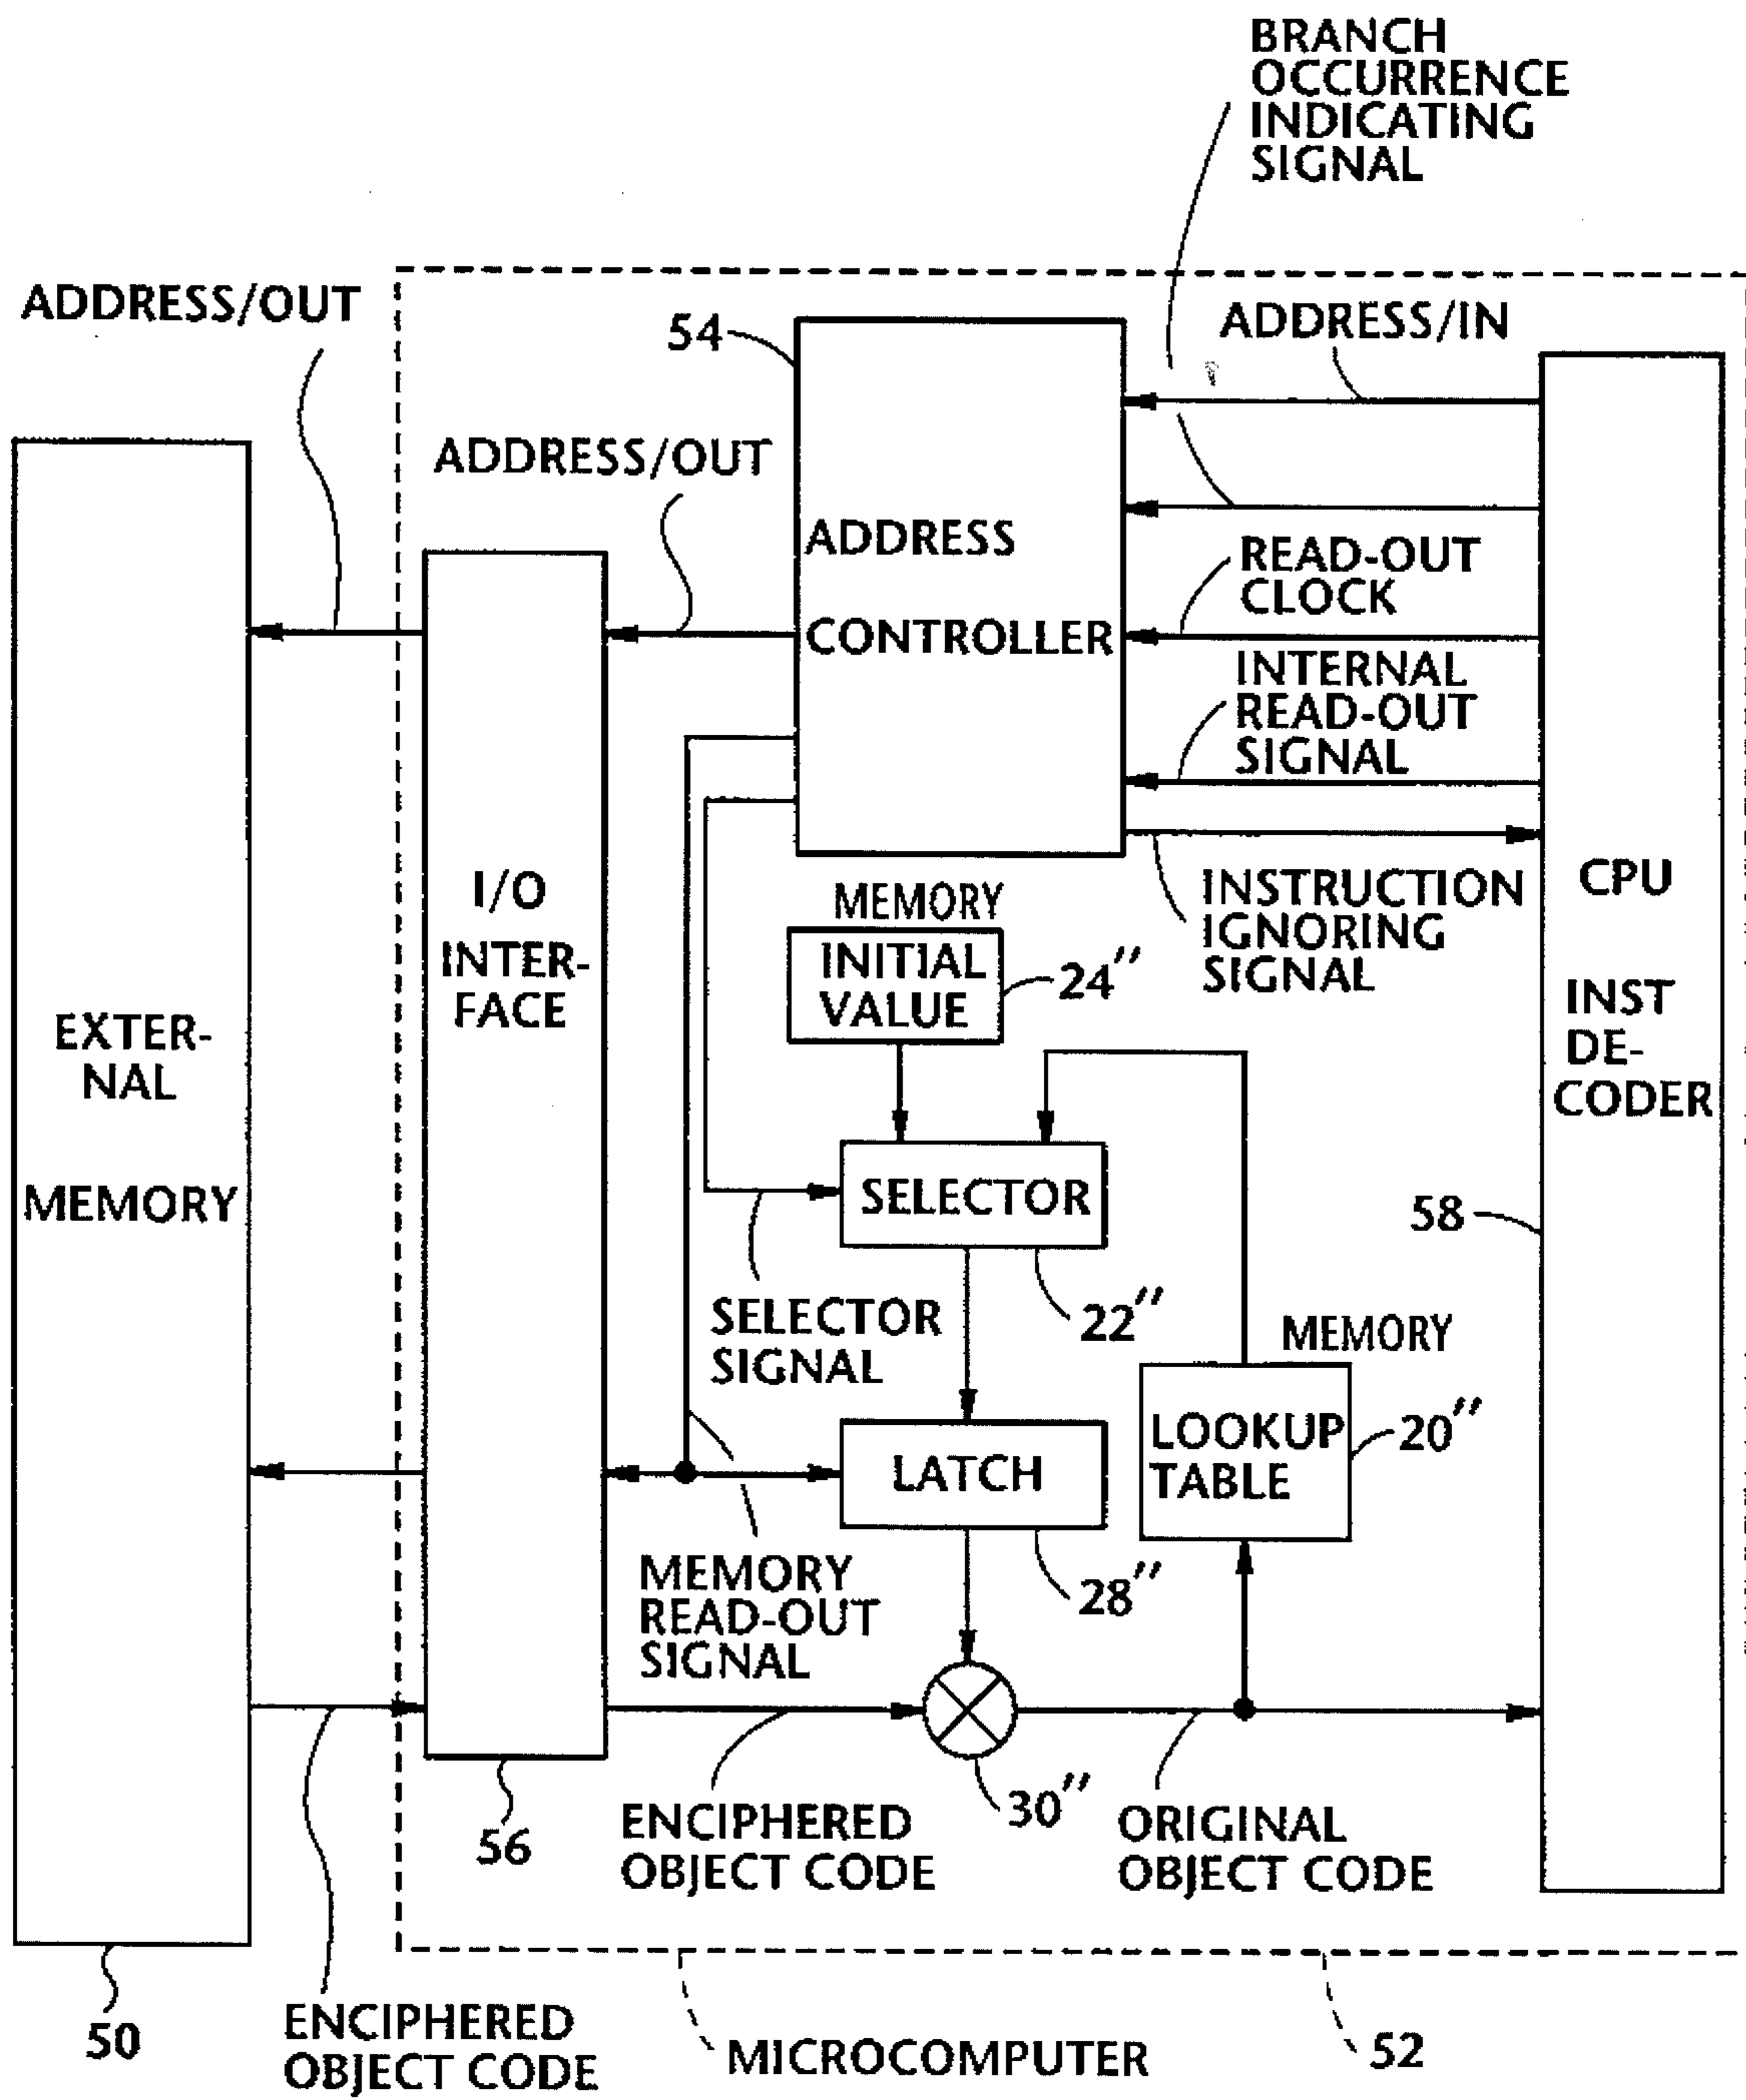 BRANCH
OCCURRENCE
INDICATING
SIGNAL
ADDRESS/OUT
54
ADDRESS/IN
ADDRESS/OUT
ADDRESS
CONTROLLER
READ-OUT
CLOCK
INTERNAL
READ-OUT
SIGNAL
I/O
INTER-
FACE
MEMORY
INITIAL
VALUE
24″
INSTRUCTION
IGNORING
SIGNAL
CPU
INST
DE-
CODER
EXTER-
NAL
MEMORY
SELECTOR
58
SELECTOR
SIGNAL
22″
MEMORY
LOOKUP
TABLE
20″
LATCH
MEMORY
READ-OUT
SIGNAL
28″
56
ENCIPHERED
OBJECT CODE
30″
ORIGINAL
OBJECT CODE
50
ENCIPHERED
OBJECT CODE
MICROCOMPUTER
52